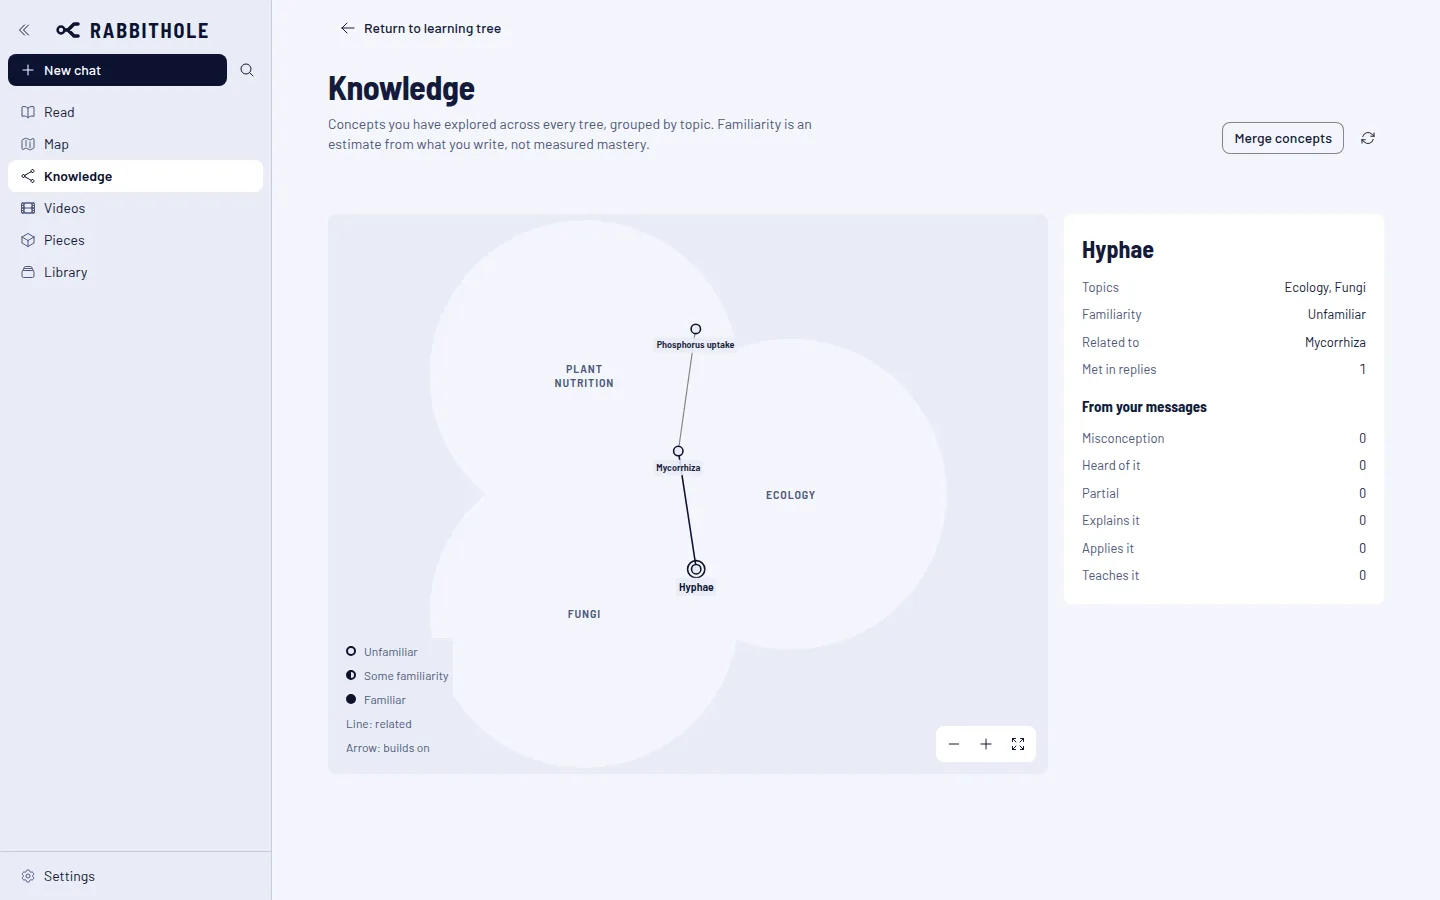 RABBITHOLE
New chat
Read
Map
Knowledge
Videos
Pieces
Library
Settings
Return to learning tree
Knowledge
Concepts you have explored across every tree, grouped by topic. Familiarity is an
estimate from what you write, not measured mastery.
Merge concepts
Phosphorus uptake
PLANT
NUTRITION
Mycorrhiza
ECOLOGY
Hyphae
FUNGI
Unfamiliar
Some familiarity
Familiar
Line: related
Arrow: builds on
Hyphae
Topics Ecology, Fungi
Familiarity Unfamiliar
Related to Mycorrhiza
Met in replies 1
From your messages
Misconception 0
Heard of it 0
Partial 0
Explains it 0
Applies it 0
Teaches it 0